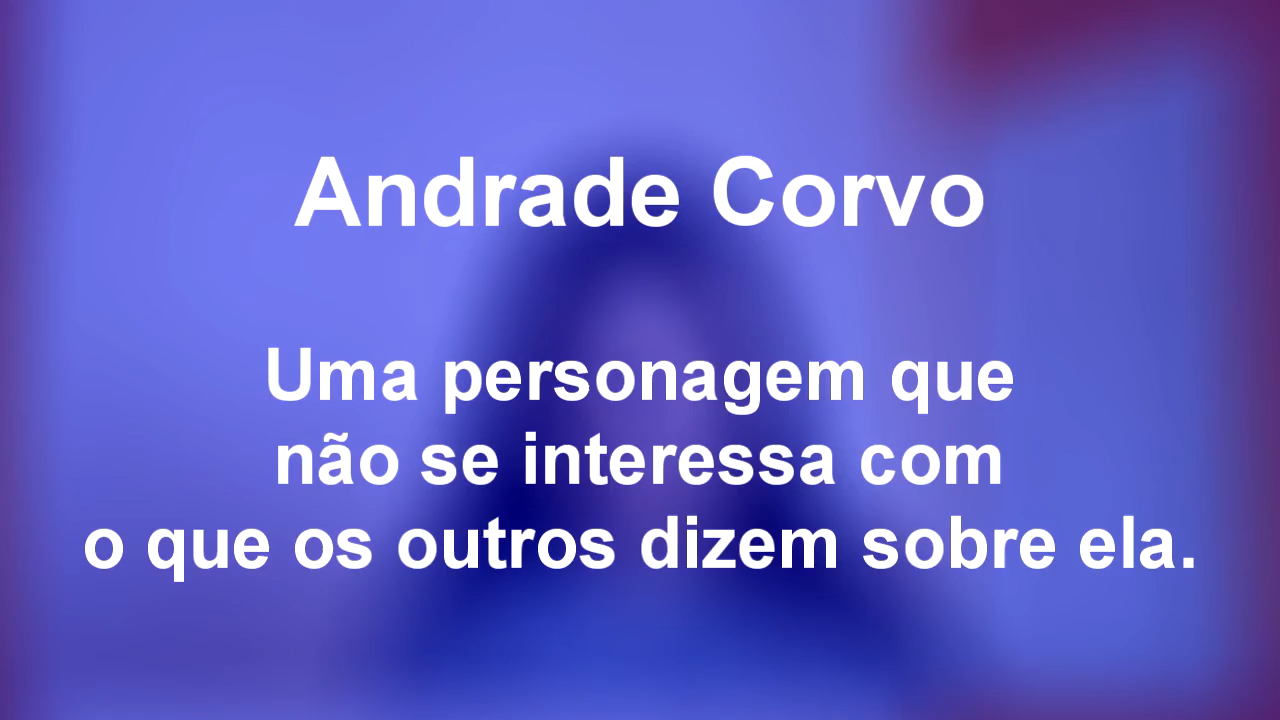 Andrade Corvo
Uma personagem que
não se interessa com
o que os outros dizem sobre ela.